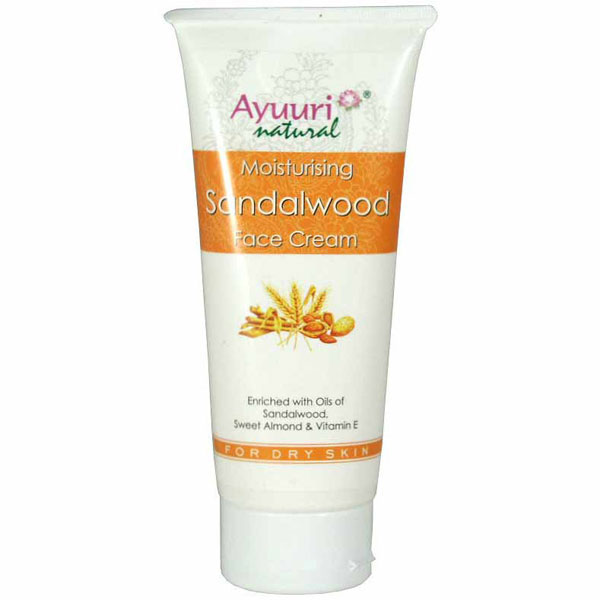 Ayuuri ®
natural
Moisturising
Sandalwood
Face Cream
Enriched with Oils of
Sandalwood,
Sweet Almond & Vitamin E
FOR DRY SKIN